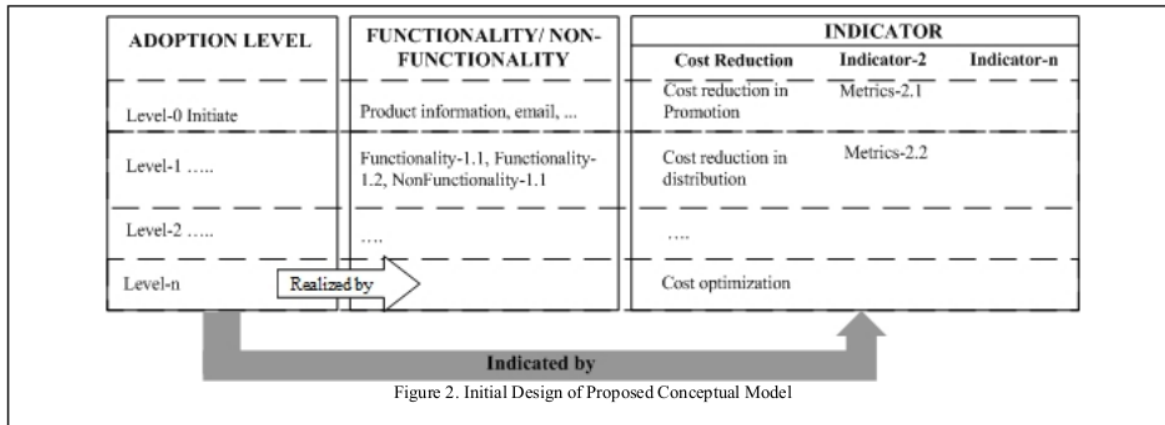 ADOPTION LEVEL
FUNCTIONALITY/ NON-
FUNCTIONALITY
INDICATOR
Cost Reduction Indicator-2 Indicator-n
Level-0 Initiate
Product information, email, ...
Cost reduction in
Promotion
Metrics-2.1
Level-1 .....
Functionality-1.1, Functionality-
1.2, NonFunctionality-1.1
Cost reduction in
distribution
Metrics-2.2
Level-2 .....
....
....
Level-n
Realized by
Cost optimization
Indicated by
Figure 2. Initial Design of Proposed Conceptual Model